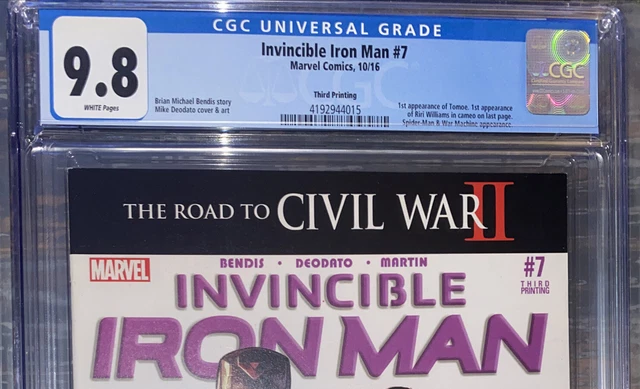 CGC UNIVERSAL GRADE
9.8
WHITE Pages
Invincible Iron Man #7
Marvel Comics, 10/16
Third Printing
Brian Michael Bendis story
Mike Deodato cover & art
4192944015
1st appearance of Tomoe. 1st appearance
of Riri Williams in cameo on last page.
Spider-Man & War Machine appearance.
CGC
THE ROAD TO CIVIL WAR II
MARVEL
BENDIS • DEODATO • MARTIN
#7
THIRD
PRINTING
INVINCIBLE
IRON MAN